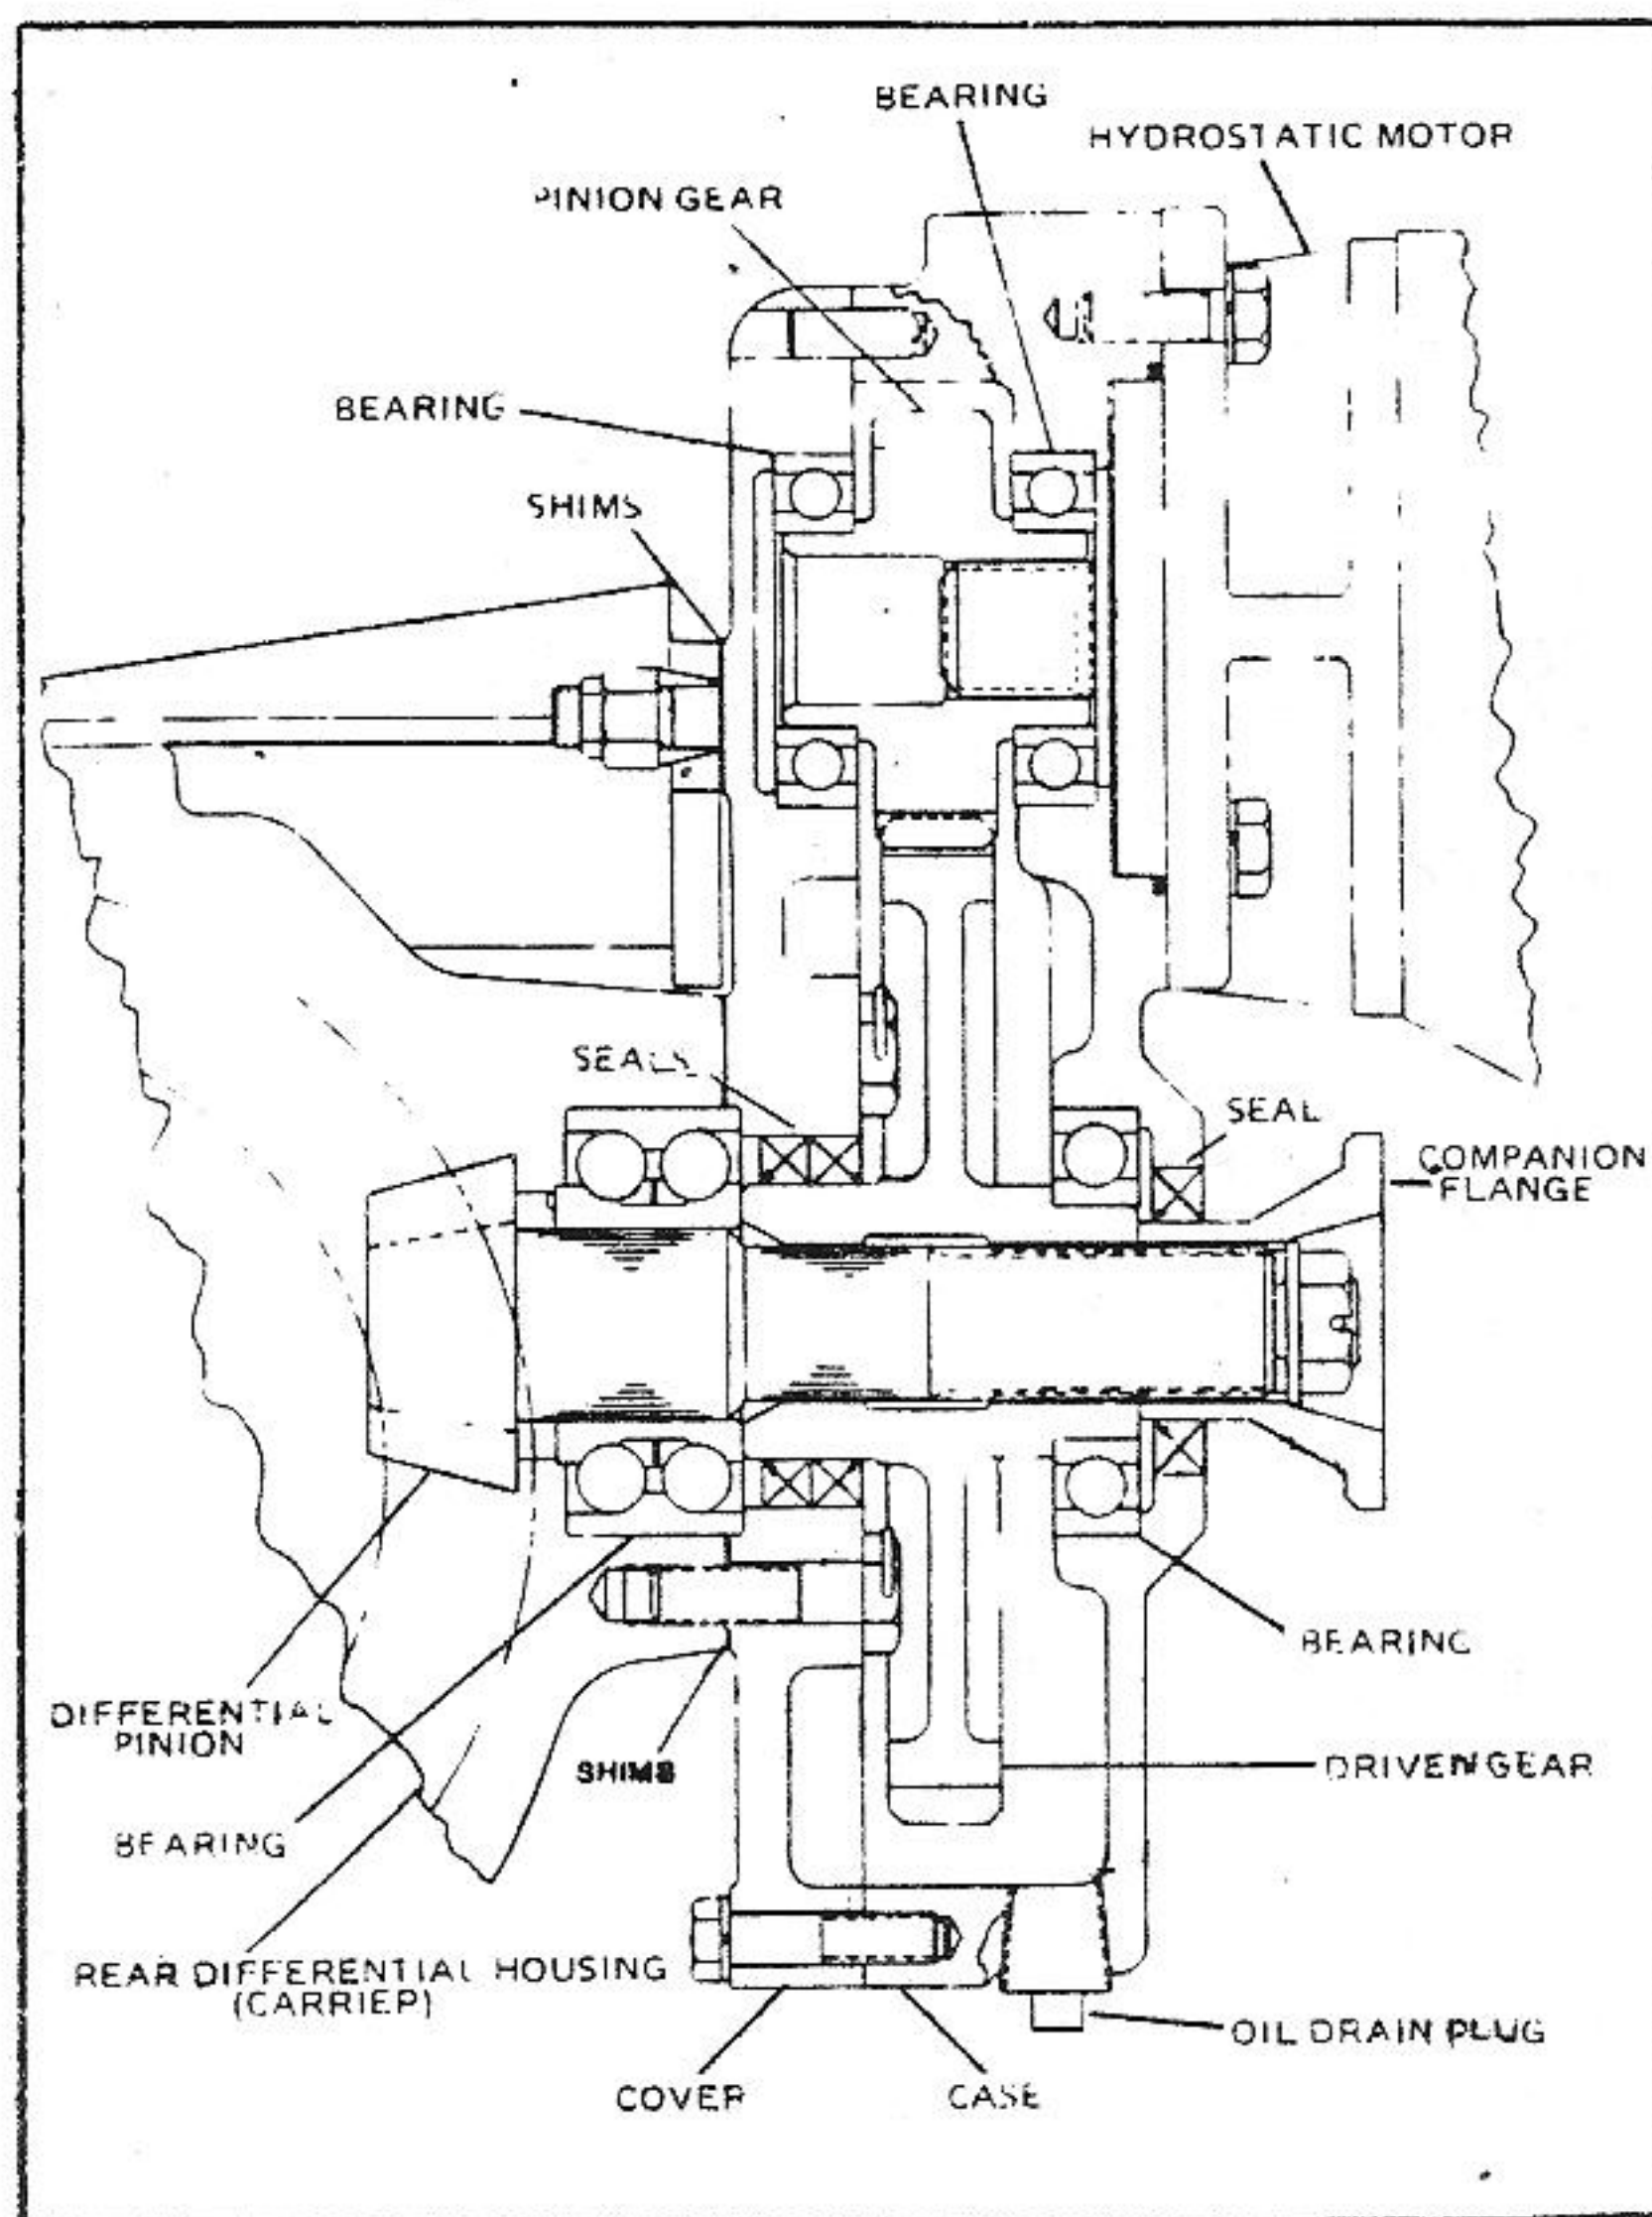 BEARING
HYDROSTATIC MOTOR
PINION GEAR
BEARING
SHIMS
SEALS
SEAL
COMPANION
FLANGE
BEARING
DIFFERENTIAL
PINION
SHIMS
DRIVEN GEAR
BEARING
REAR DIFFERENTIAL HOUSING
(CARRIER)
OIL DRAIN PLUG
COVER
CASE